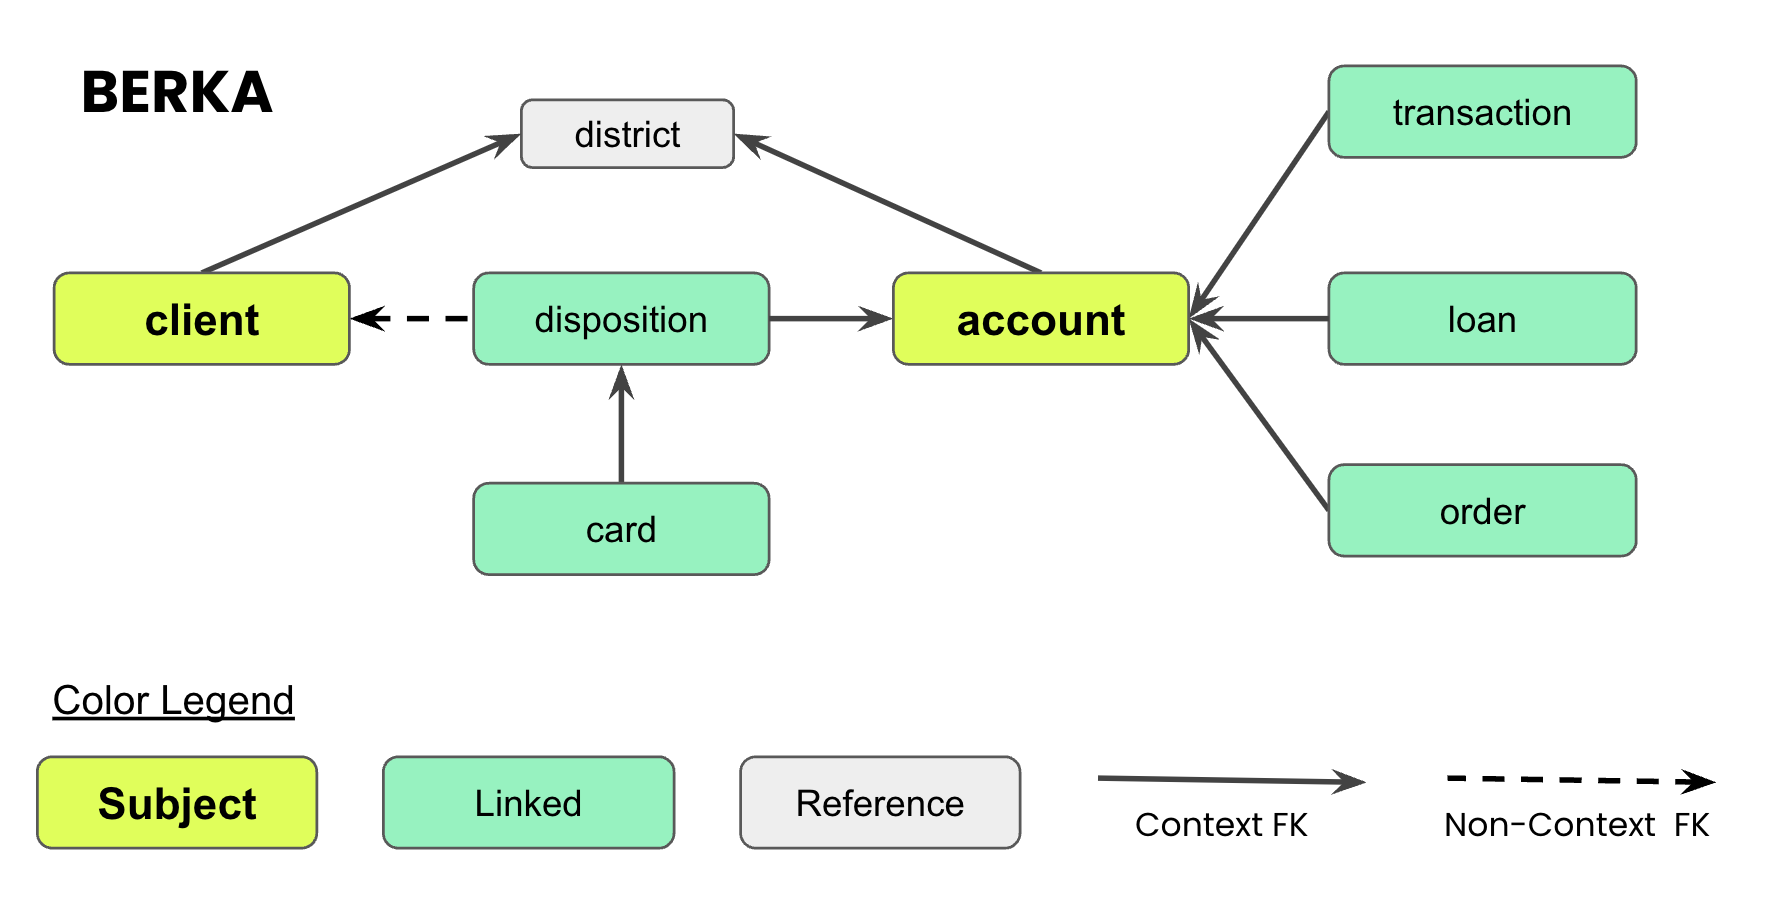 BERKA
district
transaction
client
disposition
account
loan
card
order
Color Legend
Subject
Linked
Reference
Context FK
Non-Context FK